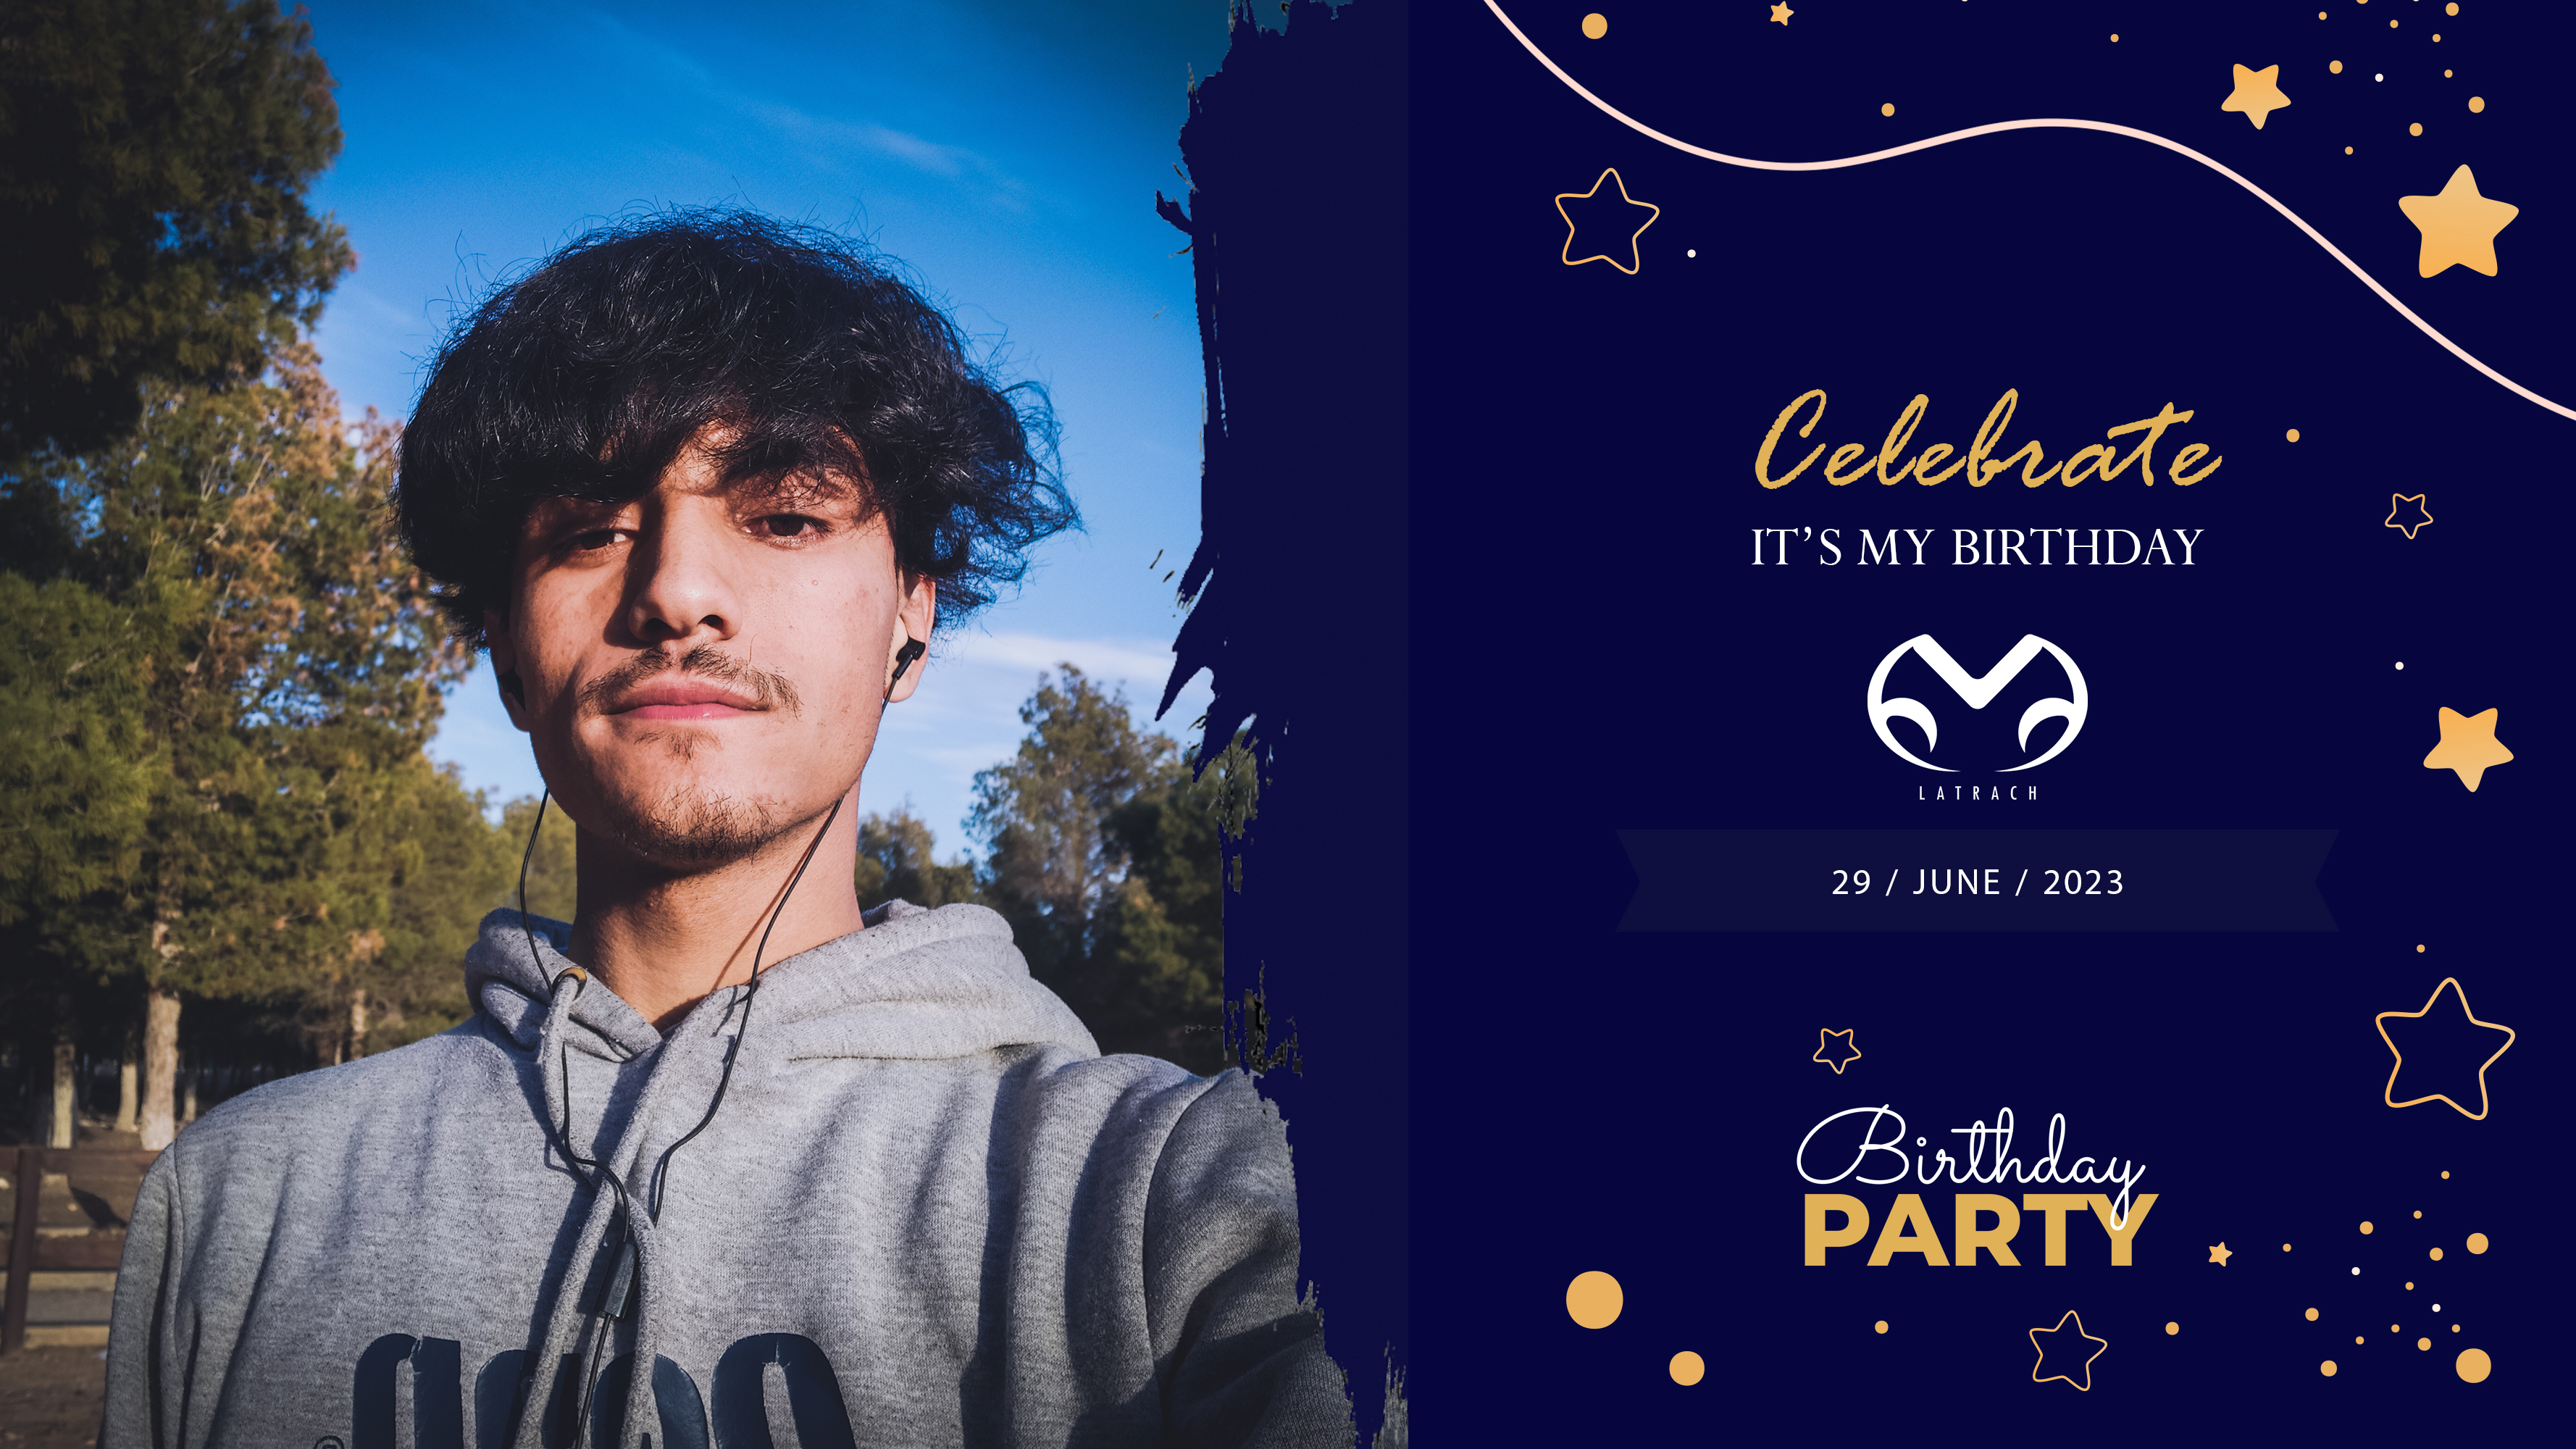 Celebrate
IT'S MY BIRTHDAY
LATRACH
29 / JUNE / 2023
Birthday
PARTY